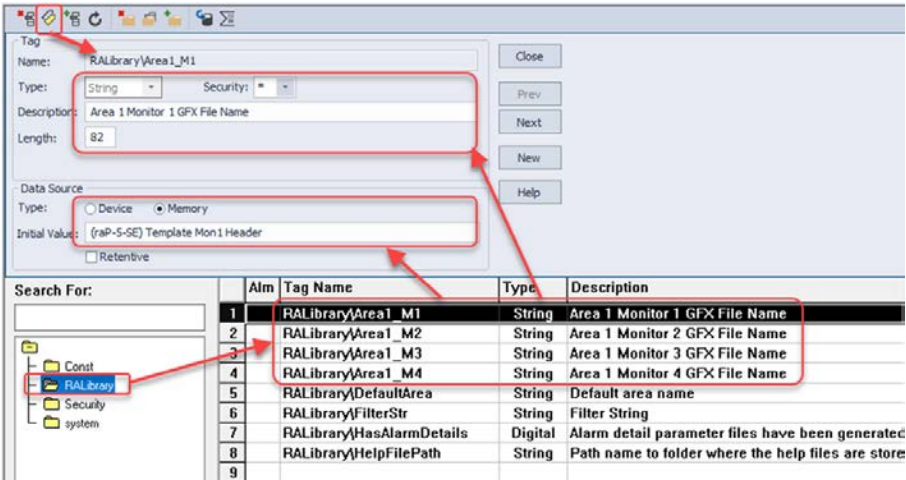 Tag
Name: RALibrary\Area1_M1
Close
Type: String Security: *
Prev
Description: Area 1 Monitor 1 GFX File Name
Next
Length: 82
New
Data Source
Help
Type: Device Memory
Initial Value: (raP-5-SE) Template Mon1 Header
Retentive
Search For:
Alm Tag Name Type Description
1 RALibrary\Area1_M1 String Area 1 Monitor 1 GFX File Name
2 RALibrary\Area1_M2 String Area 1 Monitor 2 GFX File Name
3 RALibrary\Area1_M3 String Area 1 Monitor 3 GFX File Name
4 RALibrary\Area1_M4 String Area 1 Monitor 4 GFX File Name
5 RALibrary\DefaultArea String Default area name
6 RALibrary\FilterStr String Filter String
7 RALibrary\HasAlarmDetails Digital Alarm detail parameter files have been generated
8 RALibrary\HelpFilePath String Path name to folder where the help files are store
9
Const
RALibrary
Security
system